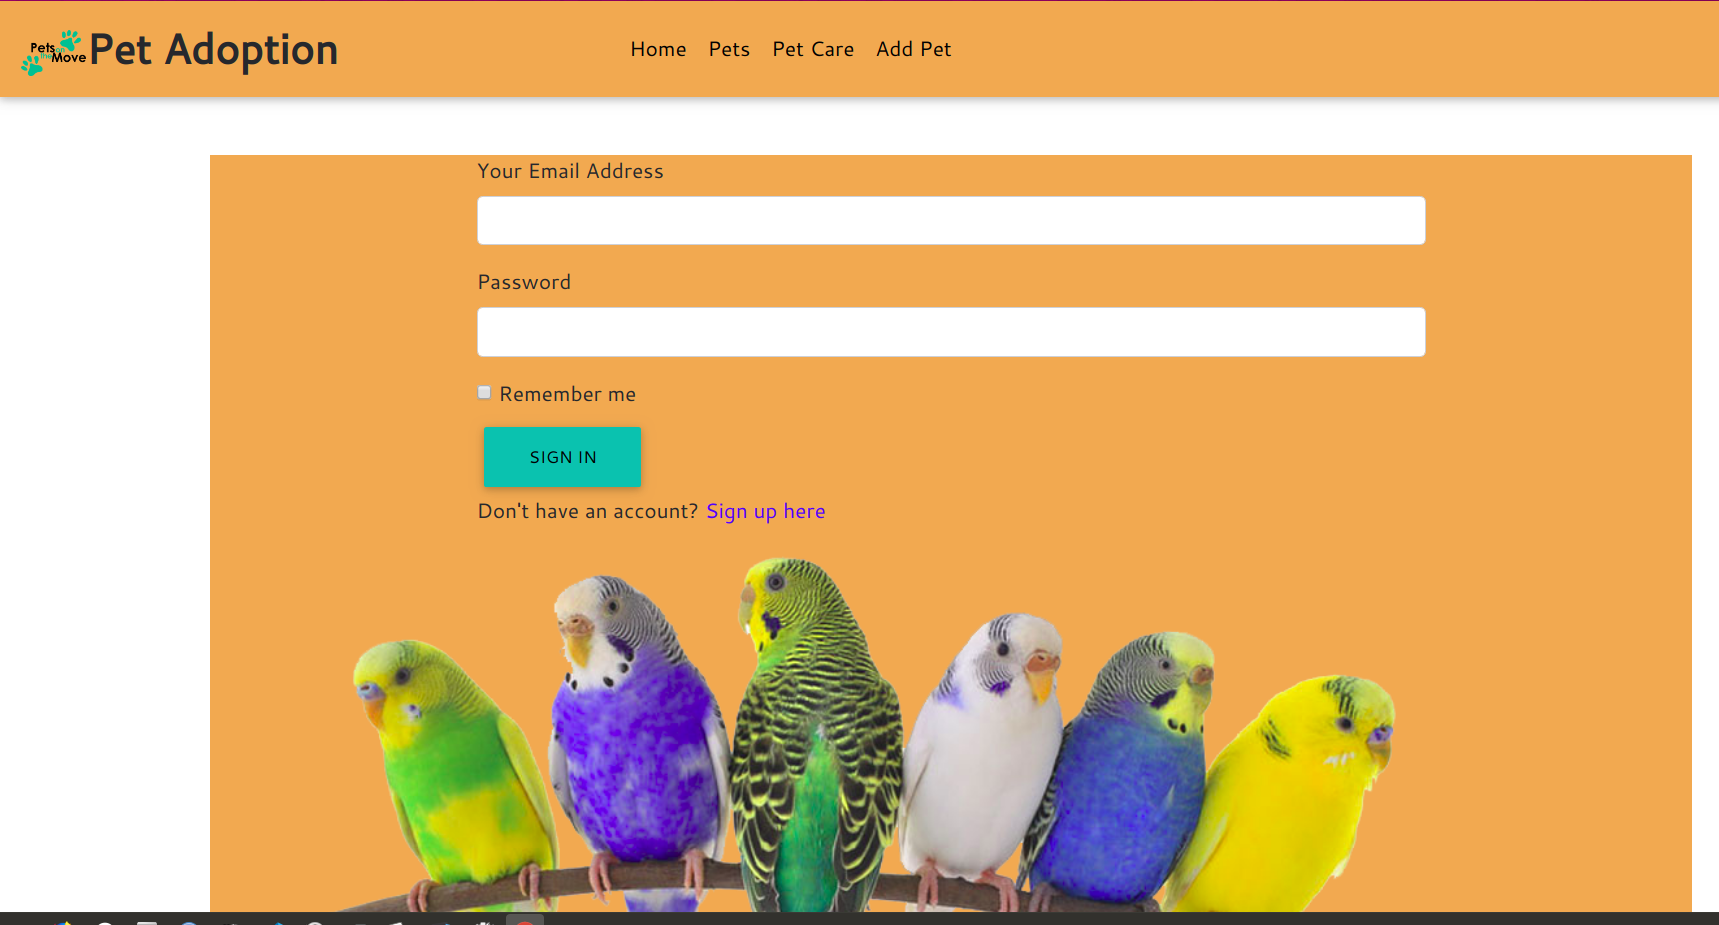 Pets on the Move
Pet Adoption
Home Pets Pet Care Add Pet
Your Email Address
Password
Remember me
SIGN IN
Don't have an account? Sign up here